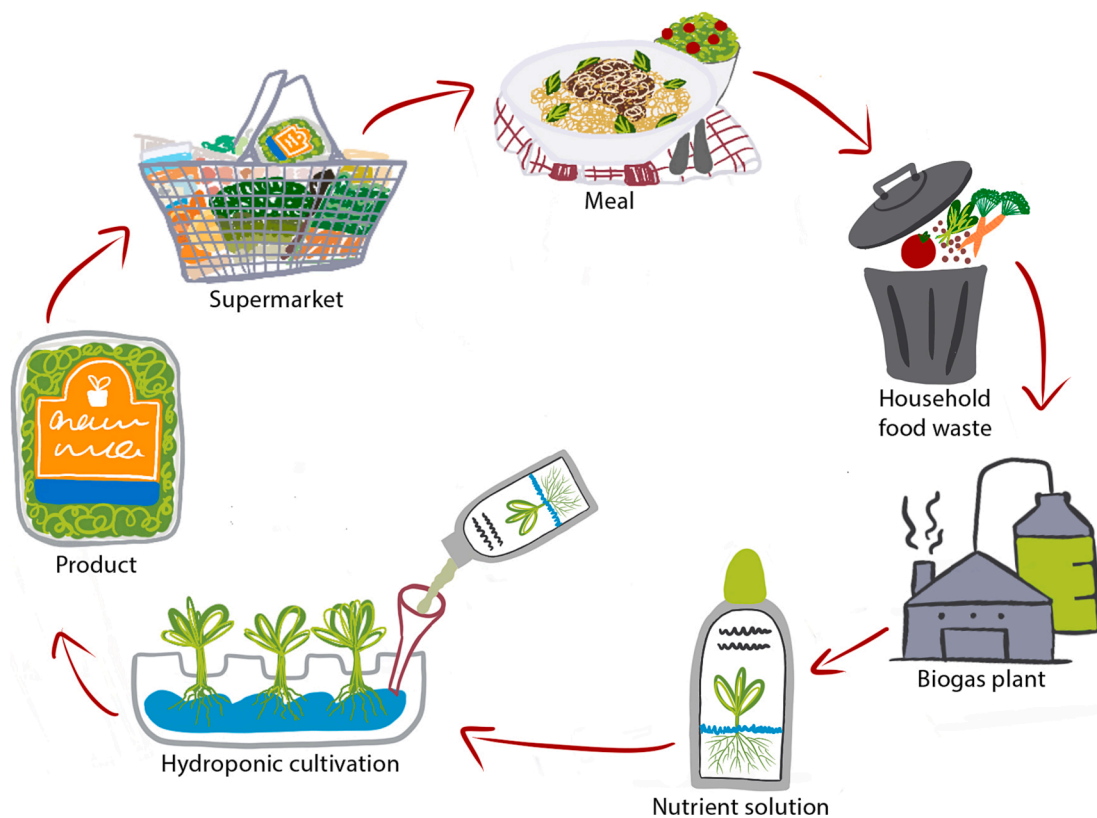 Meal
Supermarket
Household
food waste
Product
Biogas plant
Hydroponic cultivation
Nutrient solution